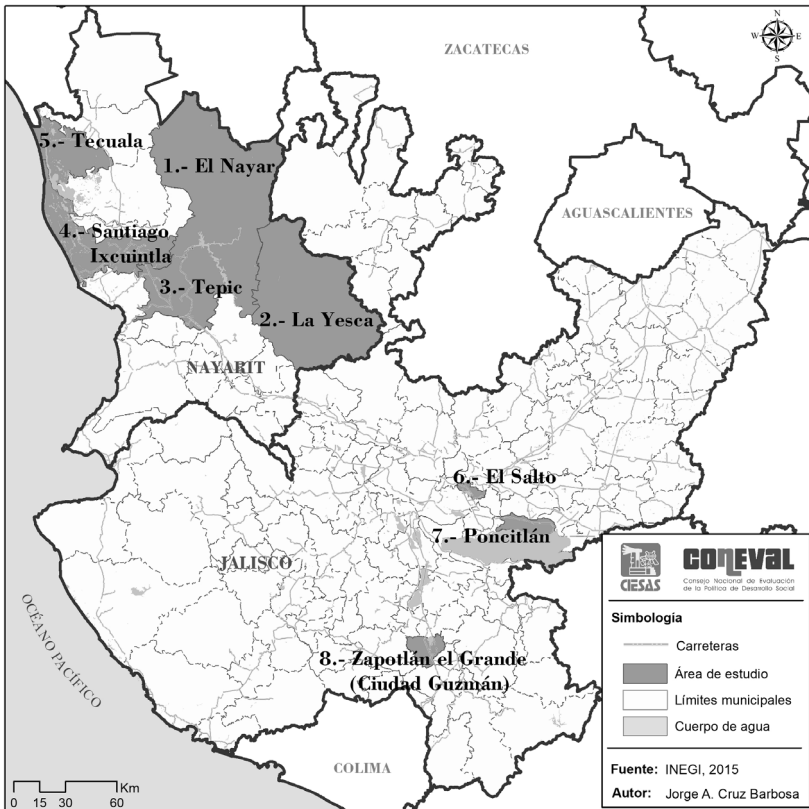 N
W E
S
ZACATECAS
5.- Tecuala
1.- El Nayar
AGUASCALIENTES
4.- Santiago
Ixcuintla
3.- Tepic
2.- La Yesca
NAYARIT
6.- El Salto
7.- Poncitlán
JALISCO
OCÉANO PACÍFICO
8.- Zapotlán el Grande
(Ciudad Guzmán)
COLIMA
0 15 30 60 Km
CIESAS
CONEVAL
Consejo Nacional de Evaluación
de la Política de Desarrollo Social
Simbología
Carreteras
Área de estudio
Límites municipales
Cuerpo de agua
Fuente: INEGI, 2015
Autor: Jorge A. Cruz Barbosa